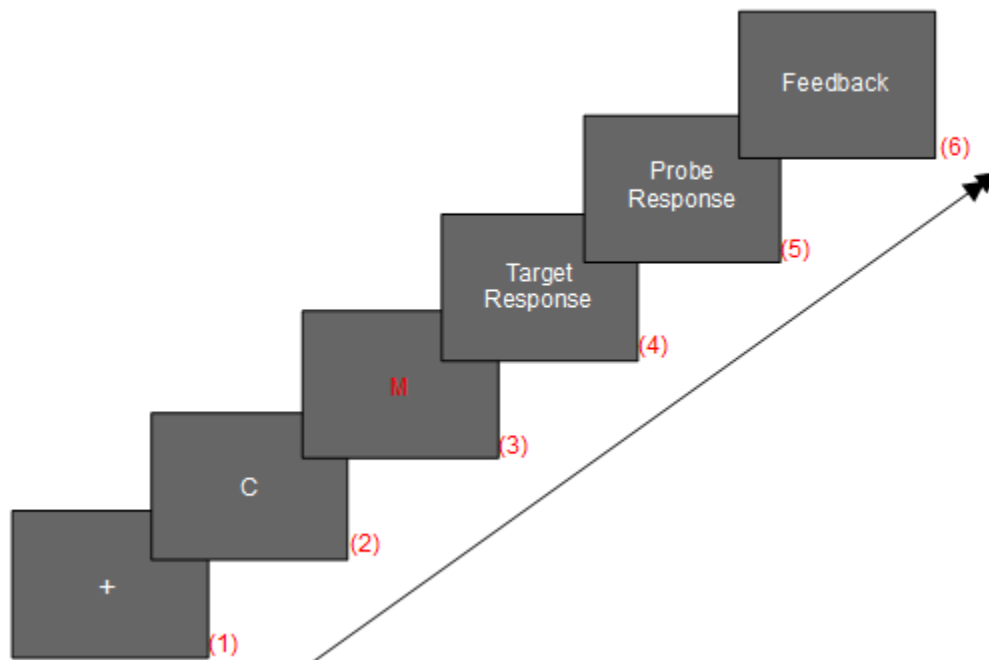 Feedback
(6)
Probe
Response
(5)
Target
Response
(4)
M
(3)
C
(2)
+
(1)